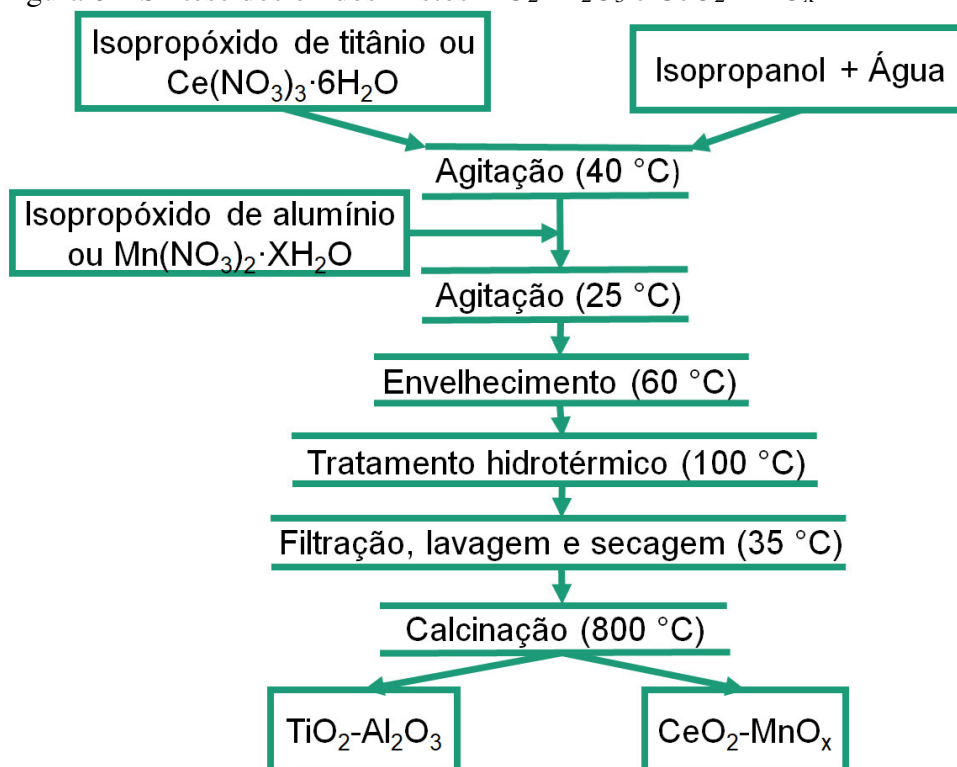 Isopropóxido de titânio ou
Ce(NO₃)₃·6H₂O
Isopropanol + Água
Agitação (40 °C)
Isopropóxido de alumínio
ou Mn(NO₃)₂·XH₂O
Agitação (25 °C)
Envelhecimento (60 °C)
Tratamento hidrotérmico (100 °C)
Filtração, lavagem e secagem (35 °C)
Calcinação (800 °C)
TiO₂-Al₂O₃
CeO₂-MnOₓ